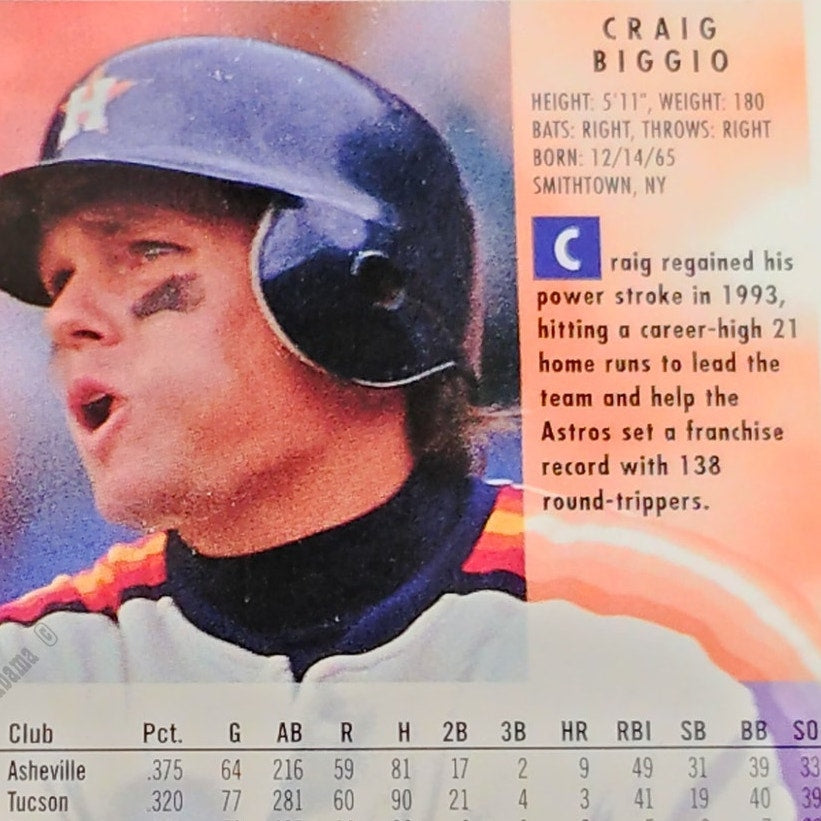 H
CRAIG
BIGGIO
HEIGHT: 5'11", WEIGHT: 180
BATS: RIGHT, THROWS: RIGHT
BORN: 12/14/65
SMITHTOWN, NY
Craig regained his
power stroke in 1993,
hitting a career-high 21
home runs to lead the
team and help the
Astros set a franchise
record with 138
round-trippers.
Club Pct. G AB R H 2B 3B HR RBI SB BB SO
Asheville .375 64 216 59 81 17 2 9 49 31 39 33
Tucson .320 77 281 60 90 21 4 3 41 19 40 39